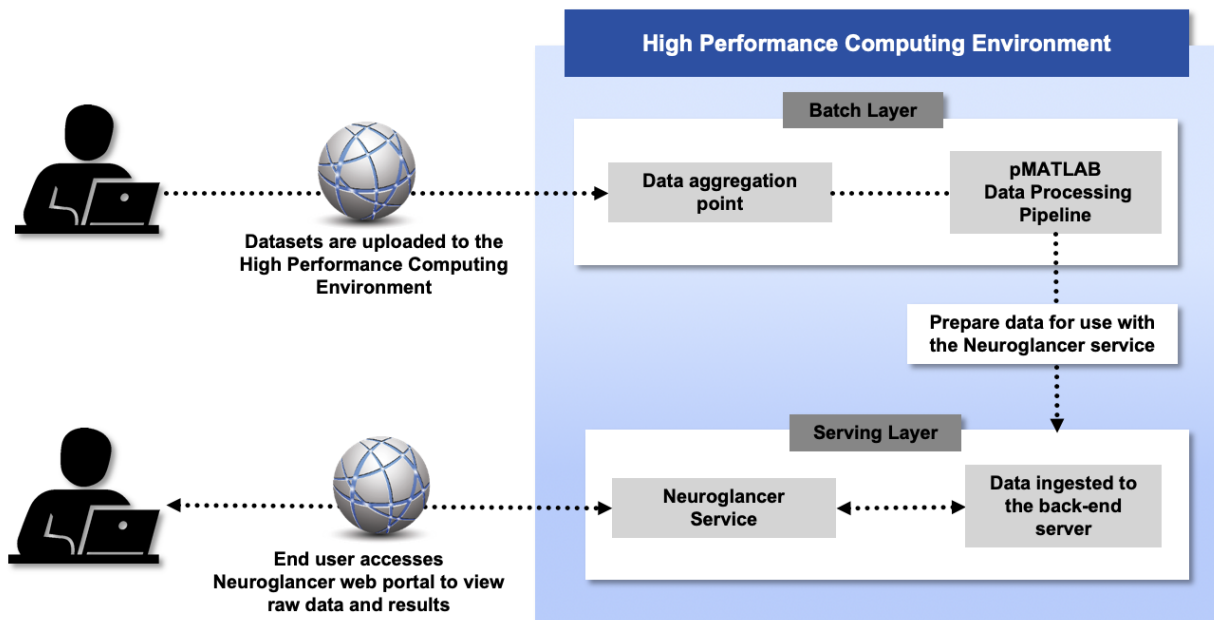 High Performance Computing Environment
Batch Layer
Data aggregation
point
pMATLAB
Data Processing
Pipeline
Datasets are uploaded to the
High Performance Computing
Environment
Prepare data for use with
the Neuroglancer service
Serving Layer
Neuroglancer
Service
Data ingested to
the back-end
server
End user accesses
Neuroglancer web portal to view
raw data and results